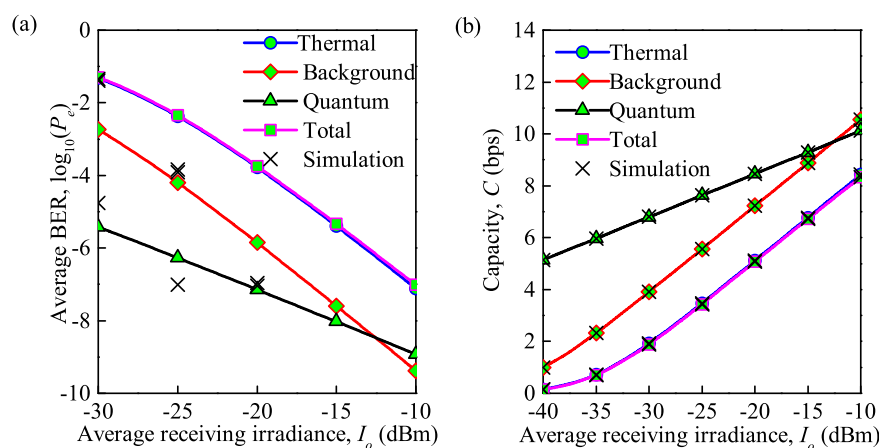 (a)
Average BER, log10(Pe)
0
-2
-4
-6
-8
-10
Thermal
Background
Quantum
Total
Simulation
-30 -25 -20 -15 -10
Average receiving irradiance, Io (dBm)
(b)
Capacity, C (bps)
14
12
10
8
6
4
2
0
Thermal
Background
Quantum
Total
Simulation
-40 -35 -30 -25 -20 -15 -10
Average receiving irradiance, Io (dBm)